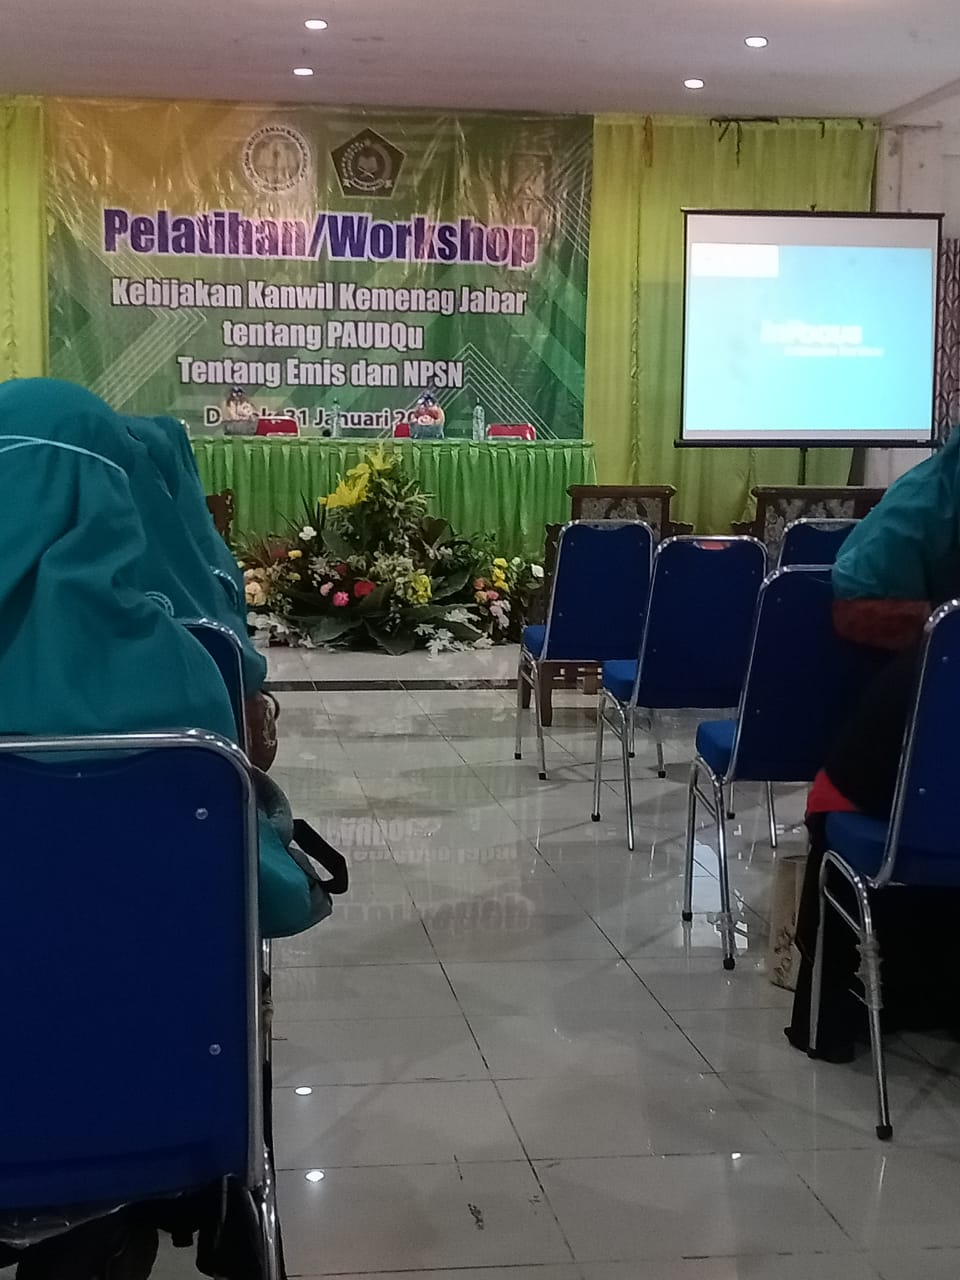 Pelatihan/Workshop
Kebijakan Kanwil Kemenag Jabar
tentang PAUDQu
Tentang Emis dan NPSN
31 Januari
InFocus